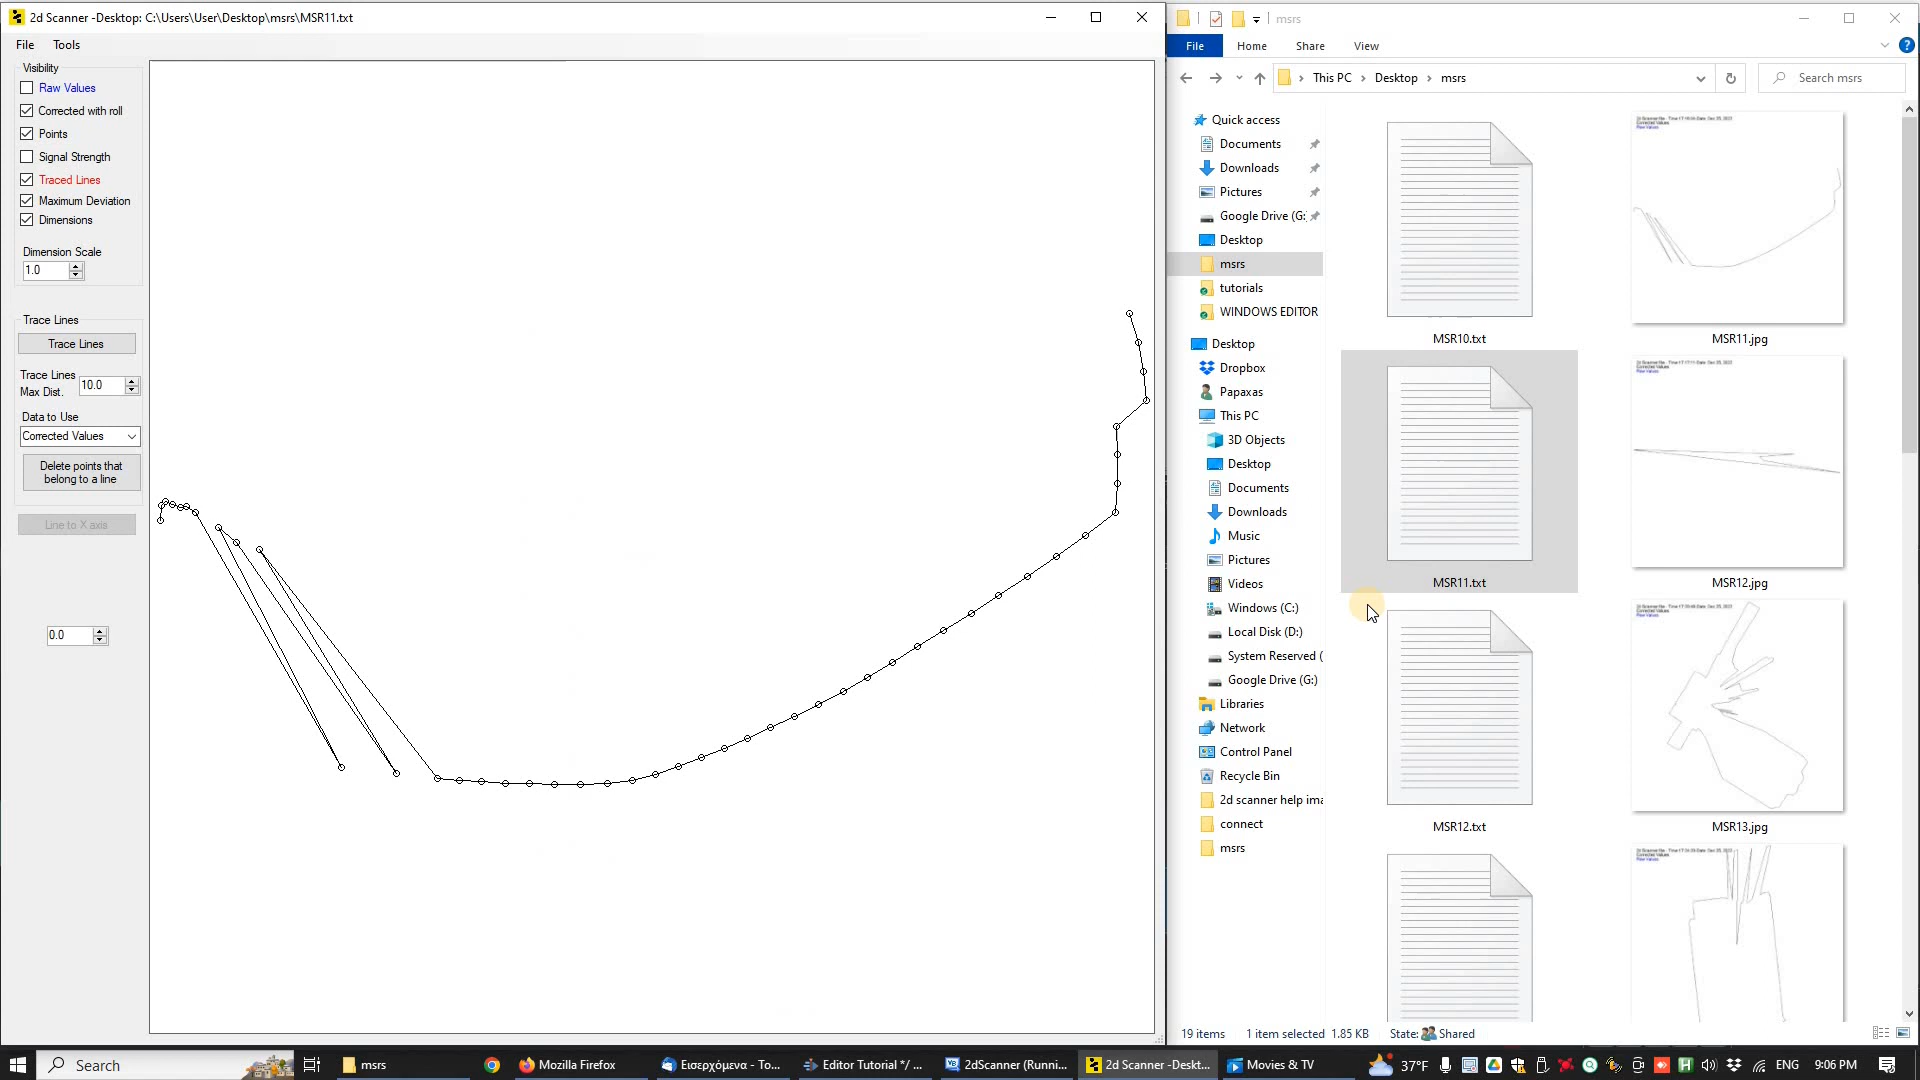 2d Scanner -Desktop: C:\Users\User\Desktop\msrs\MSR11.txt
File Tools
Visibility
Raw Values
Corrected with roll
Points
Signal Strength
Traced Lines
Maximum Deviation
Dimensions
Dimension Scale
1.0
Trace Lines
Trace Lines
Trace Lines
Max Dist.
10.0
Data to Use
Corrected Values
Delete points that
belong to a line
Line to X axis
0.0
msrs
File Home Share View
This PC Desktop msrs
Search msrs
Quick access
Documents
Downloads
Pictures
Google Drive (G:
Desktop
msrs
tutorials
WINDOWS EDITOR
Desktop
Dropbox
Papaxas
This PC
3D Objects
Desktop
Documents
Downloads
Music
Pictures
Videos
Windows (C:)
Local Disk (D:)
System Reserved (
Google Drive (G:)
Libraries
Network
Control Panel
Recycle Bin
2d scanner help ima
connect
msrs
MSR10.txt
MSR11.jpg
MSR11.txt
MSR12.jpg
MSR12.txt
MSR13.jpg
19 items 1 item selected 1.85 KB State: Shared
Search
msrs
Mozilla Firefox
Εισερχόμενα - Το...
Editor Tutorial */ ...
2dScanner (Runni...
2d Scanner -Deskt...
Movies & TV
37°F
ENG
9:06 PM